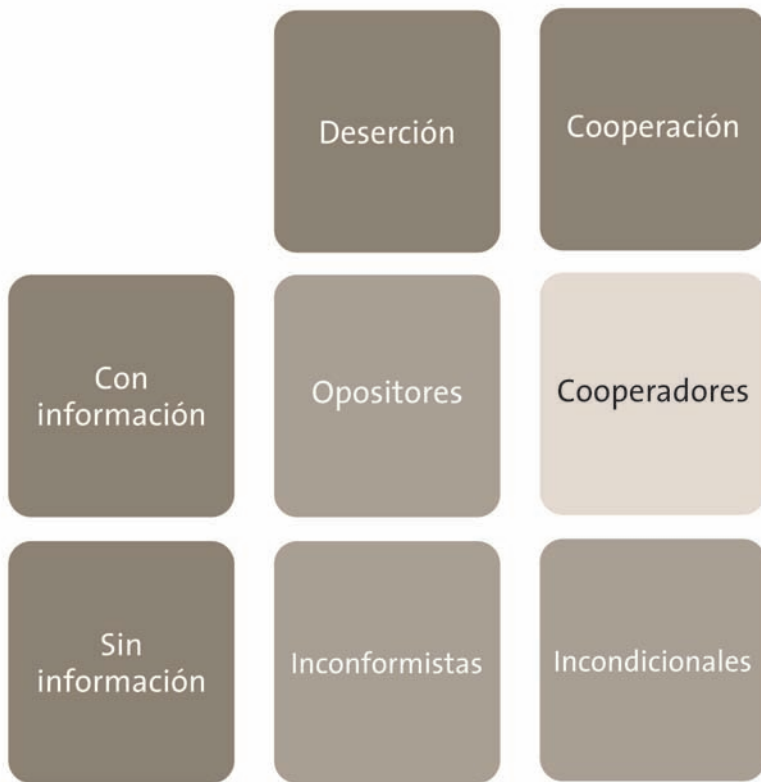 Deserción
Cooperación
Con
información
Opositores
Cooperadores
Sin
información
Inconformistas
Incondicionales